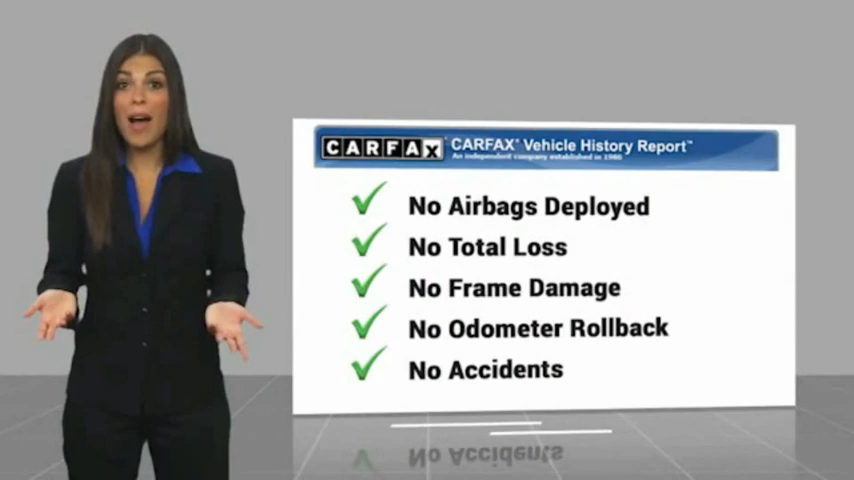 CARFAX CARFAX® Vehicle History Report™
An independent company established in 1986
No Airbags Deployed
No Total Loss
No Frame Damage
No Odometer Rollback
No Accidents
No Accidents